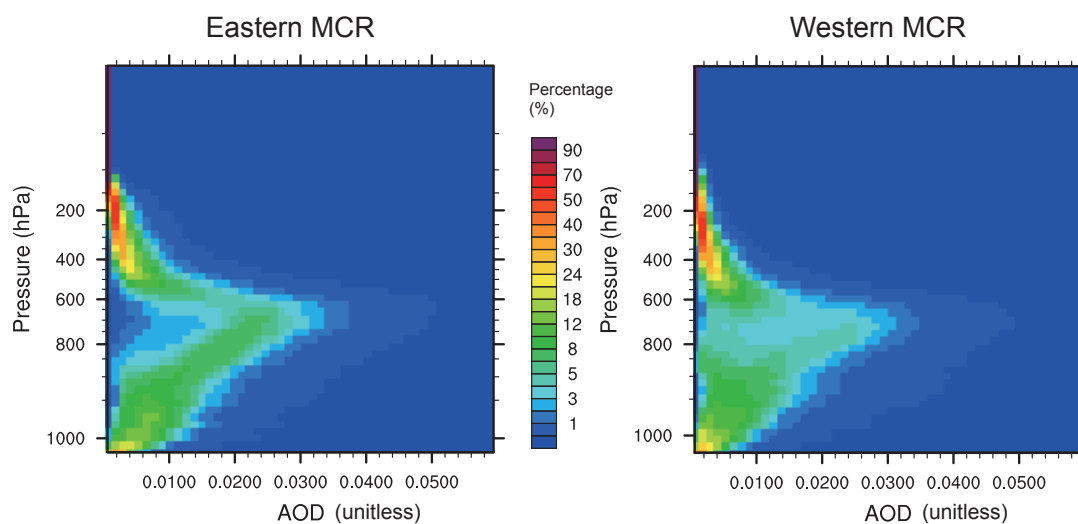 Eastern MCR
Western MCR
Percentage
(%)
90
70
50
40
30
24
18
12
8
5
3
1
Pressure (hPa)
200
400
600
800
1000
0.0100 0.0200 0.0300 0.0400 0.0500
AOD (unitless)
Pressure (hPa)
200
400
600
800
1000
0.0100 0.0200 0.0300 0.0400 0.0500
AOD (unitless)